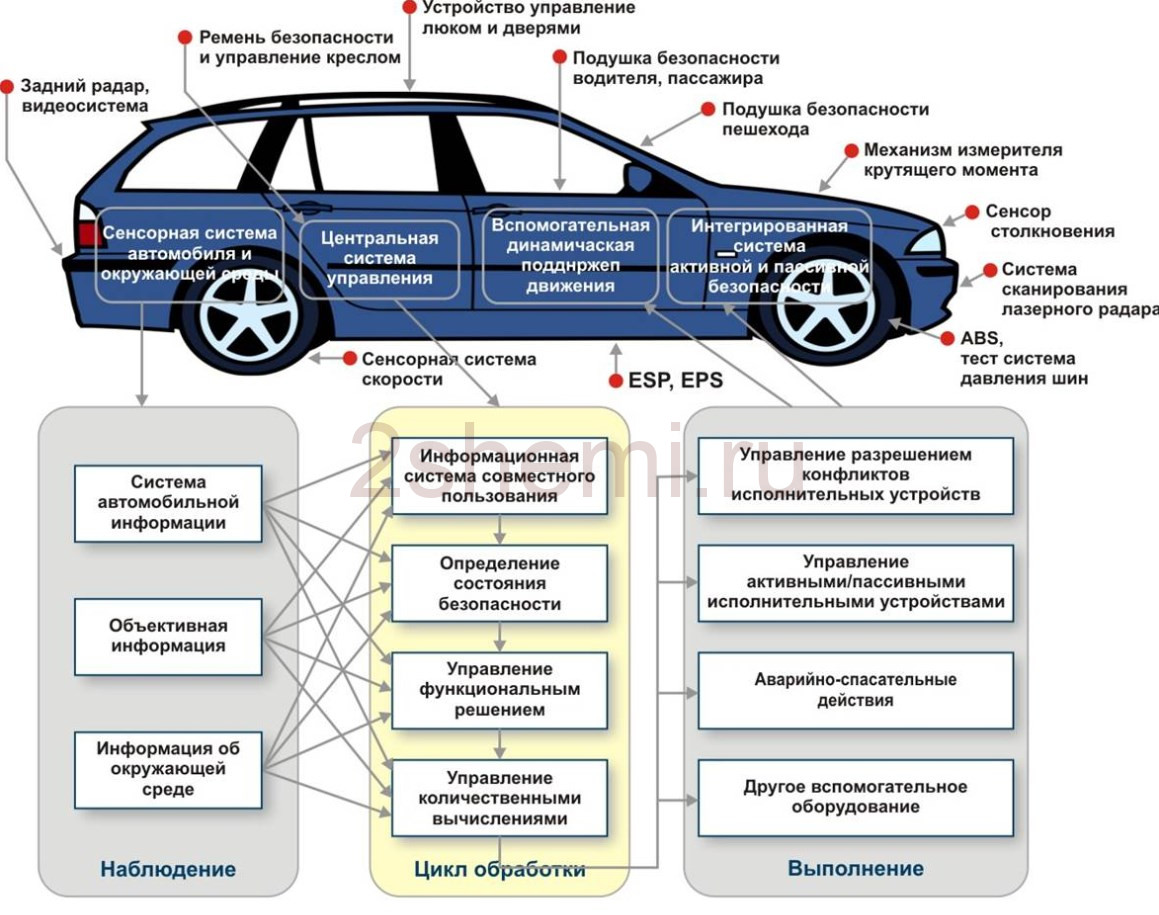 Устройство управление
люком и дверями
Ремень безопасности
и управление креслом
Подушка безопасности
водителя, пассажира
Задний радар,
видеосистема
Подушка безопасности
пешехода
Механизм измерителя
крутящего момента
Сенсор
столкновения
Система
сканирования
лазерного радара
ABS,
тест система
давления шин
Сенсорная система
автомобиля и
окружающей среды
Центральная
система
управления
Вспомогательная
динамичаская
подднржеп
движения
Интегрированная
система
активной и пассивной
безопасности
Сенсорная система
скорости
ESP, EPS
2shemi.ru
Система
автомобильной
информации
Объективная
информация
Информация об
окружающей
среде
Наблюдение
Информационная
система совместного
пользования
Определение
состояния
безопасности
Управление
функциональным
решением
Управление
количественными
вычислениями
Цикл обработки
Управление разрешением
конфликтов
исполнительных устройств
Управление
активными/пассивными
исполнительными устройствами
Аварийно-спасательные
действия
Другое вспомогательное
оборудование
Выполнение